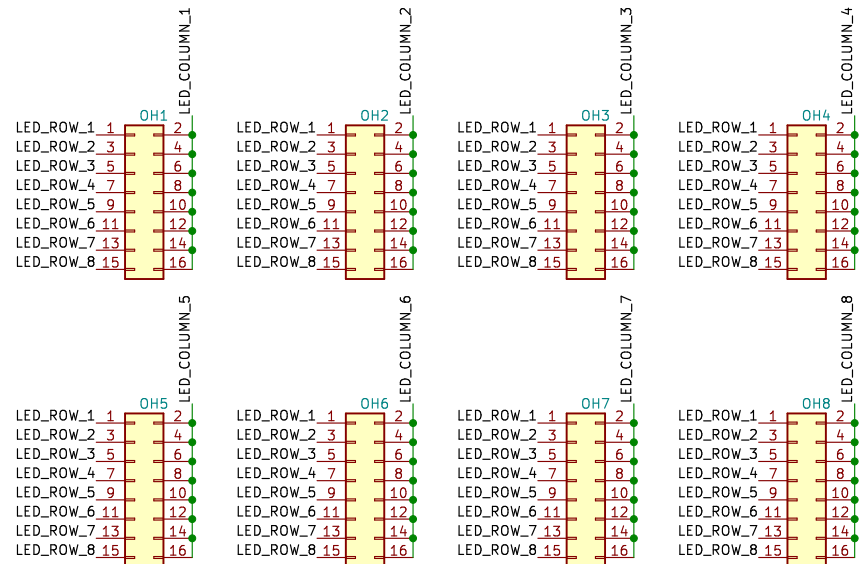 LED_COLUMN_1 LED_COLUMN_2 LED_COLUMN_3 LED_COLUMN_4
OH1 OH2 OH3 OH4
LED_ROW_1 1 2 LED_ROW_1 1 2 LED_ROW_1 1 2 LED_ROW_1 1 2
LED_ROW_2 3 4 LED_ROW_2 3 4 LED_ROW_2 3 4 LED_ROW_2 3 4
LED_ROW_3 5 6 LED_ROW_3 5 6 LED_ROW_3 5 6 LED_ROW_3 5 6
LED_ROW_4 7 8 LED_ROW_4 7 8 LED_ROW_4 7 8 LED_ROW_4 7 8
LED_ROW_5 9 10 LED_ROW_5 9 10 LED_ROW_5 9 10 LED_ROW_5 9 10
LED_ROW_6 11 12 LED_ROW_6 11 12 LED_ROW_6 11 12 LED_ROW_6 11 12
LED_ROW_7 13 14 LED_ROW_7 13 14 LED_ROW_7 13 14 LED_ROW_7 13 14
LED_ROW_8 15 16 LED_ROW_8 15 16 LED_ROW_8 15 16 LED_ROW_8 15 16
LED_COLUMN_5 LED_COLUMN_6 LED_COLUMN_7 LED_COLUMN_8
OH5 OH6 OH7 OH8
LED_ROW_1 1 2 LED_ROW_1 1 2 LED_ROW_1 1 2 LED_ROW_1 1 2
LED_ROW_2 3 4 LED_ROW_2 3 4 LED_ROW_2 3 4 LED_ROW_2 3 4
LED_ROW_3 5 6 LED_ROW_3 5 6 LED_ROW_3 5 6 LED_ROW_3 5 6
LED_ROW_4 7 8 LED_ROW_4 7 8 LED_ROW_4 7 8 LED_ROW_4 7 8
LED_ROW_5 9 10 LED_ROW_5 9 10 LED_ROW_5 9 10 LED_ROW_5 9 10
LED_ROW_6 11 12 LED_ROW_6 11 12 LED_ROW_6 11 12 LED_ROW_6 11 12
LED_ROW_7 13 14 LED_ROW_7 13 14 LED_ROW_7 13 14 LED_ROW_7 13 14
LED_ROW_8 15 16 LED_ROW_8 15 16 LED_ROW_8 15 16 LED_ROW_8 15 16